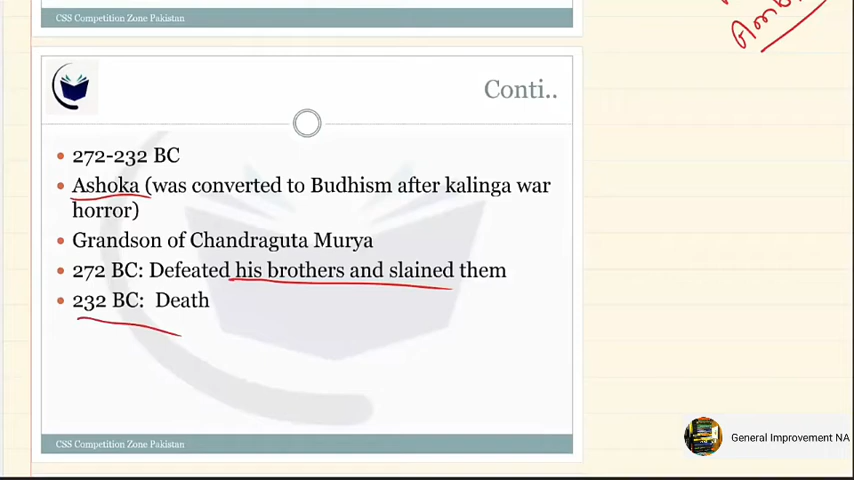 CSS Competition Zone Pakistan
Conti..
272-232 BC
Ashoka (was converted to Budhism after kalinga war
horror)
Grandson of Chandraguta Murya
272 BC: Defeated his brothers and slained them
232 BC: Death
CSS Competition Zone Pakistan
General Improvement NA